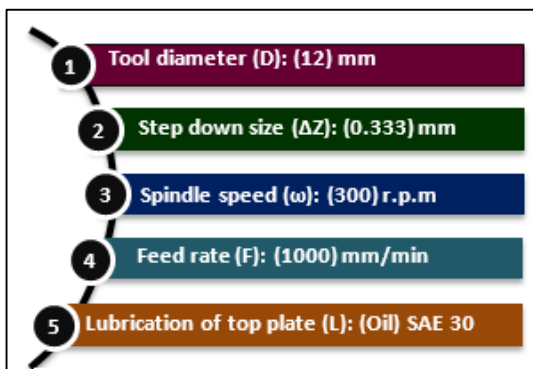 1 Tool diameter (D): (12) mm
2 Step down size (ΔZ): (0.333) mm
3 Spindle speed (ω): (300) r.p.m
4 Feed rate (F): (1000) mm/min
5 Lubrication of top plate (L): (Oil) SAE 30